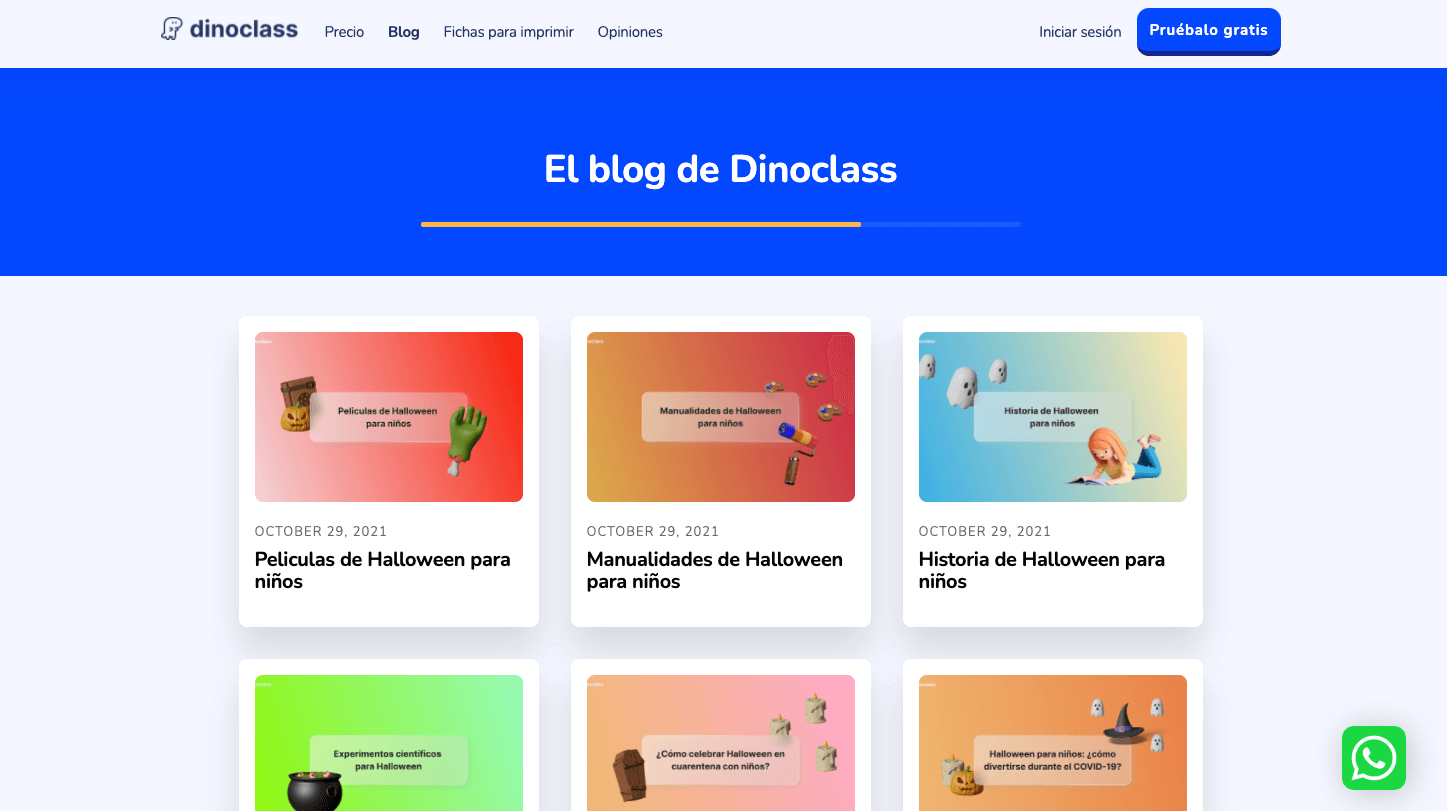 dinoclass
Precio
Blog
Fichas para imprimir
Opiniones
Iniciar sesión
Pruébalo gratis
El blog de Dinoclass
Peliculas de Halloween
para niños
OCTOBER 29, 2021
Peliculas de Halloween para
niños
Manualidades de Halloween
para niños
OCTOBER 29, 2021
Manualidades de Halloween
para niños
Historia de Halloween
para niños
OCTOBER 29, 2021
Historia de Halloween para
niños
Experimentos científicos
para Halloween
¿Cómo celebrar Halloween en
cuarentena con niños?
Halloween para niños: ¿cómo
divertirse durante el COVID-19?